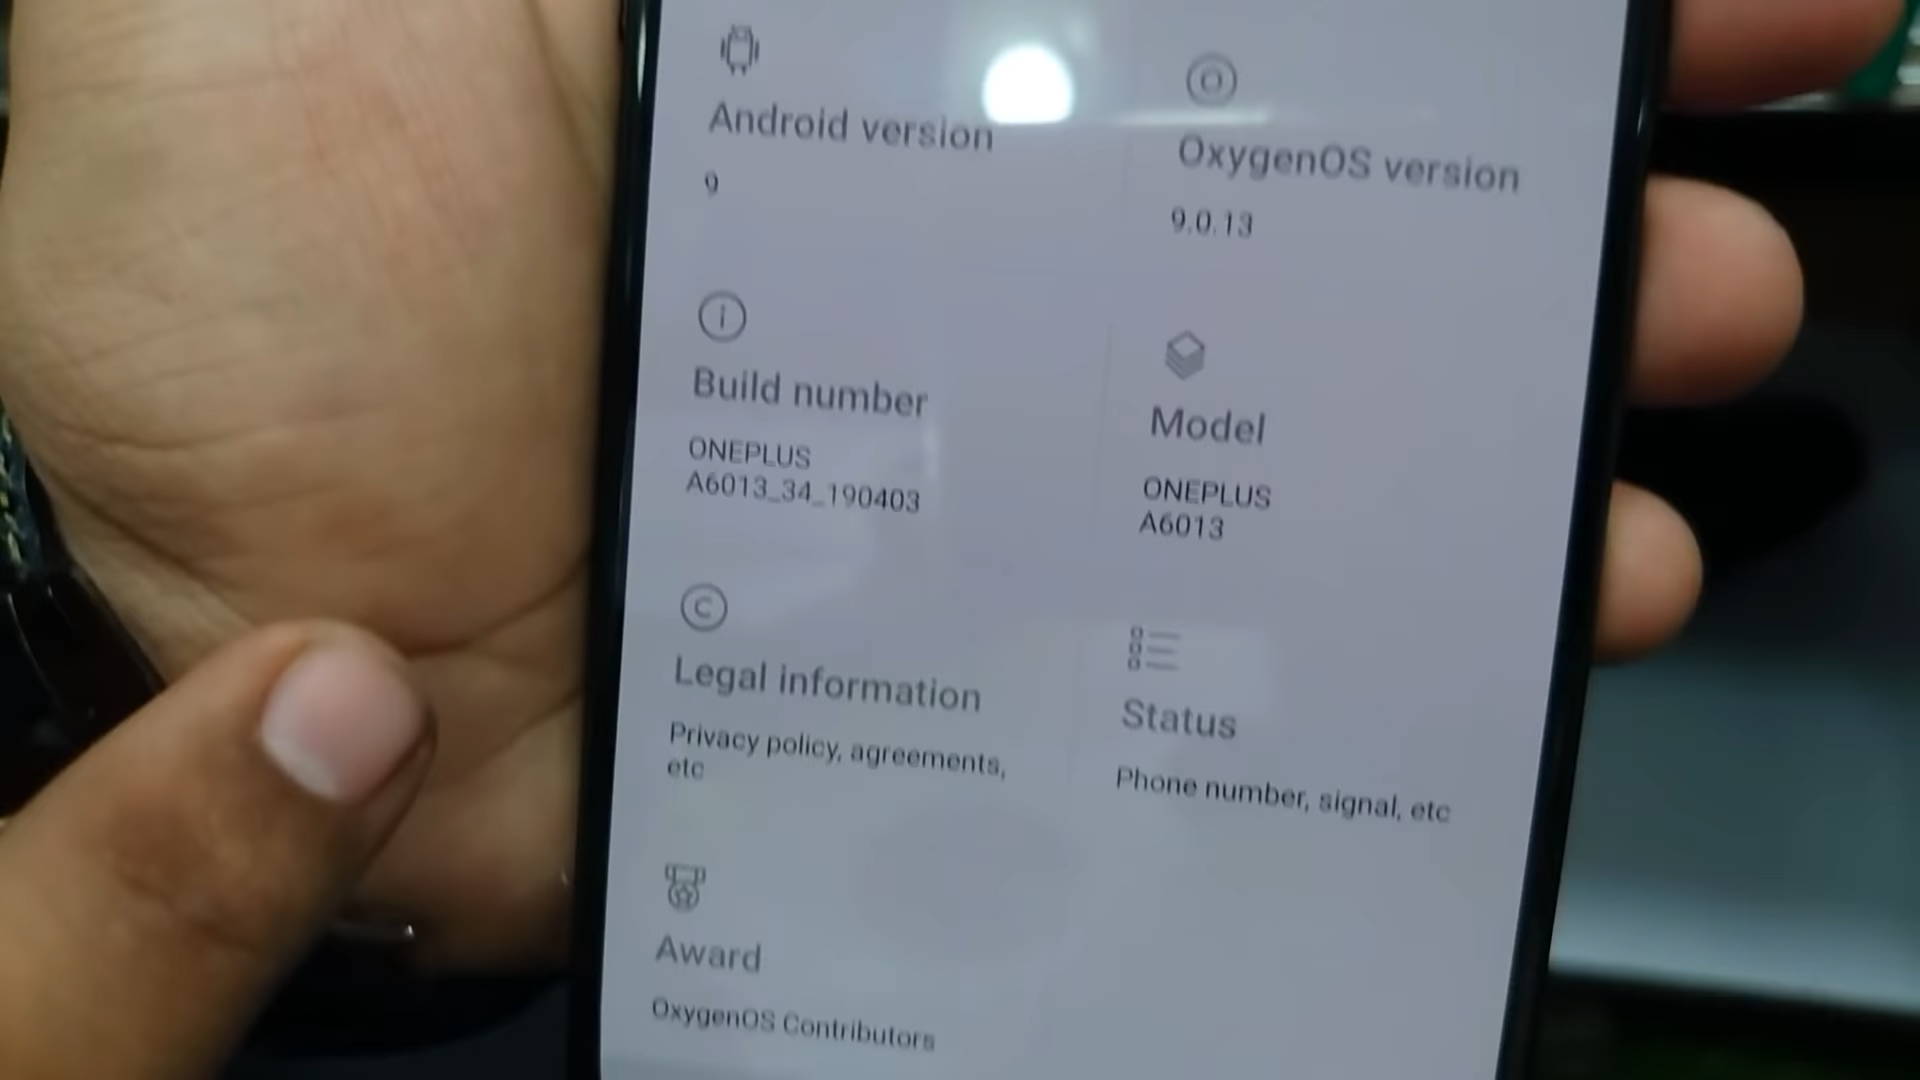 Android version
9
OxygenOS version
9.0.13
Build number
ONEPLUS
A6013_34_190403
Model
ONEPLUS
A6013
Legal information
Privacy policy, agreements,
etc
Status
Phone number, signal, etc
Award
OxygenOS Contributors